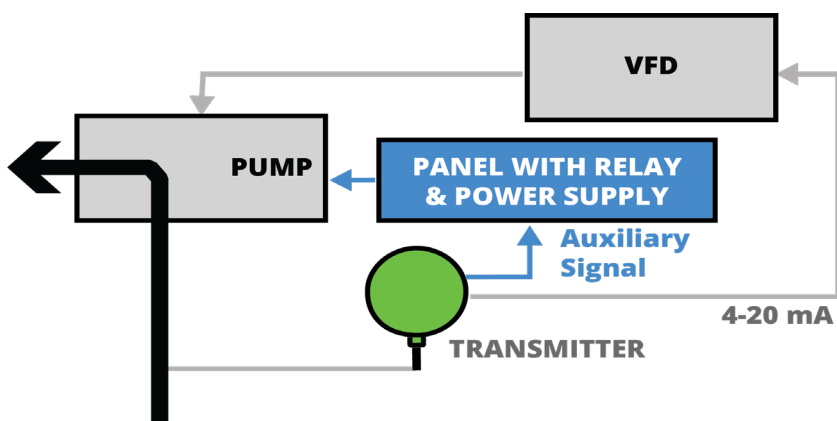 VFD
PUMP
PANEL WITH RELAY
& POWER SUPPLY
Auxiliary
Signal
4-20 mA
TRANSMITTER